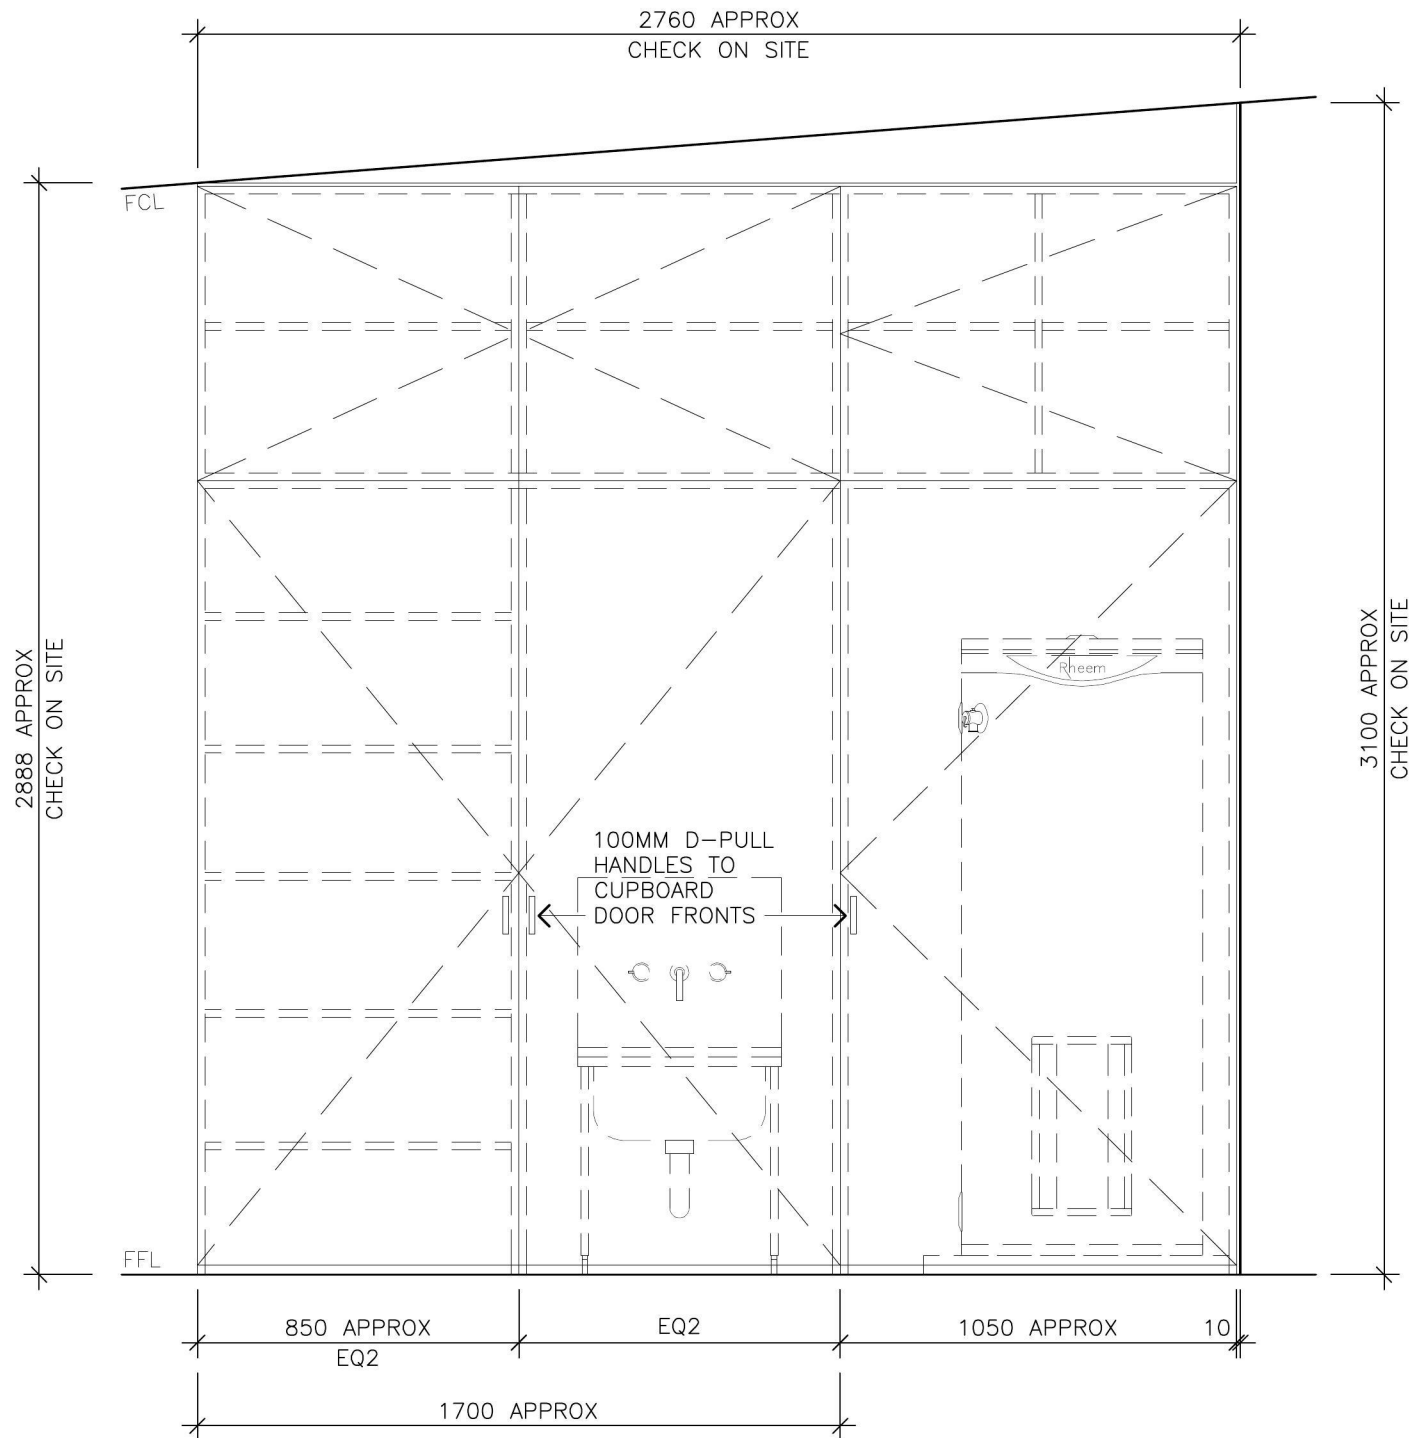 2760 APPROX
CHECK ON SITE
FCL
2888 APPROX
CHECK ON SITE
3100 APPROX
CHECK ON SITE
Rheem
100MM D-PULL
HANDLES TO
CUPBOARD
DOOR FRONTS
FFL
850 APPROX
EQ2
EQ2
1050 APPROX
10
1700 APPROX